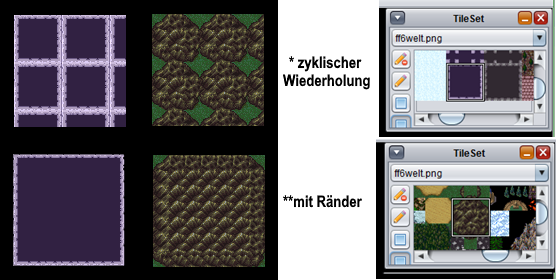 * zyklischer
Wiederholung
TileSet
ff6welt.png
**mit Ränder
TileSet
ff6welt.png